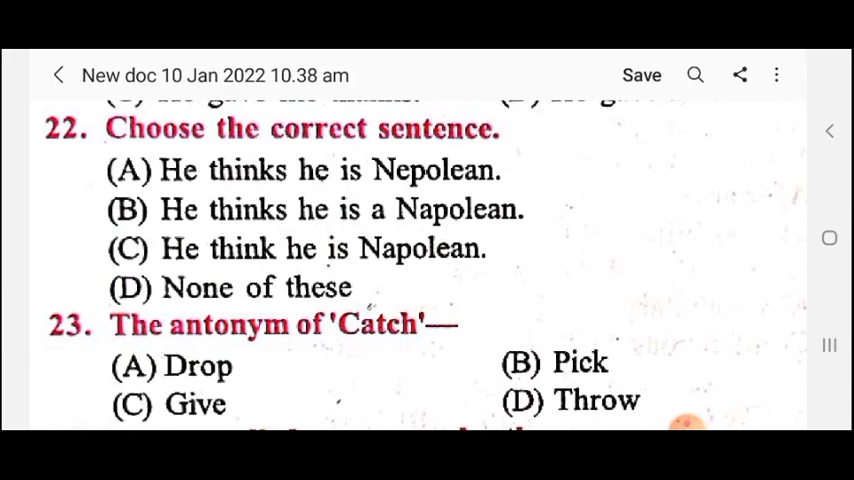 New doc 10 Jan 2022 10.38 am Save
22. Choose the correct sentence.
(A) He thinks he is Nepolean.
(B) He thinks he is a Napolean.
(C) He think he is Napolean.
(D) None of these
23. The antonym of 'Catch'—
(A) Drop (B) Pick
(C) Give (D) Throw